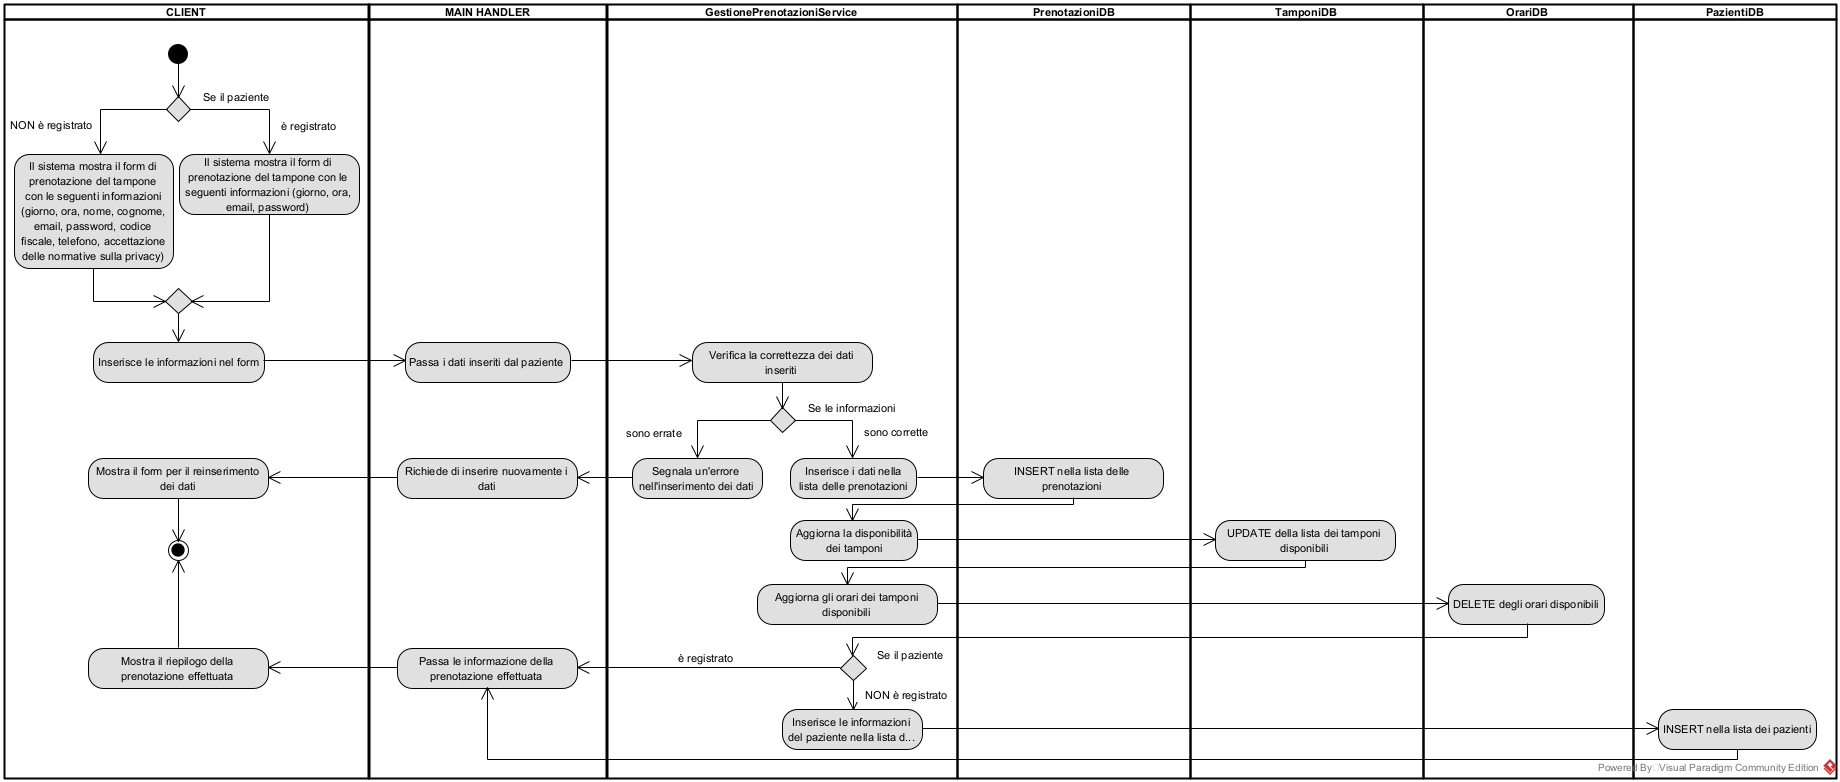 CLIENT
MAIN HANDLER
GestionePrenotazioniService
PrenotazioniDB
TamponiDB
OrariDB
PazientiDB
Se il paziente
NON è registrato
è registrato
Il sistema mostra il form di
prenotazione del tampone
con le seguenti informazioni
(giorno, ora, nome, cognome,
email, password, codice
fiscale, telefono, accettazione
delle normative sulla privacy)
Il sistema mostra il form di
prenotazione del tampone con le
seguenti informazioni (giorno, ora,
email, password)
Inserisce le informazioni nel form
Passa i dati inseriti dal paziente
Verifica la correttezza dei dati
inseriti
Se le informazioni
sono errate
sono corrette
Mostra il form per il reinserimento
dei dati
Richiede di inserire nuovamente i
dati
Segnala un'errore
nell'inserimento dei dati
Inserisce i dati nella
lista delle prenotazioni
INSERT nella lista delle
prenotazioni
Aggiorna la disponibilità
dei tamponi
UPDATE della lista dei tamponi
disponibili
Aggiorna gli orari dei tamponi
disponibili
DELETE degli orari disponibili
Mostra il riepilogo della
prenotazione effettuata
Passa le informazione della
prenotazione effettuata
è registrato
Se il paziente
NON è registrato
Inserisce le informazioni
del paziente nella lista d...
INSERT nella lista dei pazienti
Powered By Visual Paradigm Community Edition